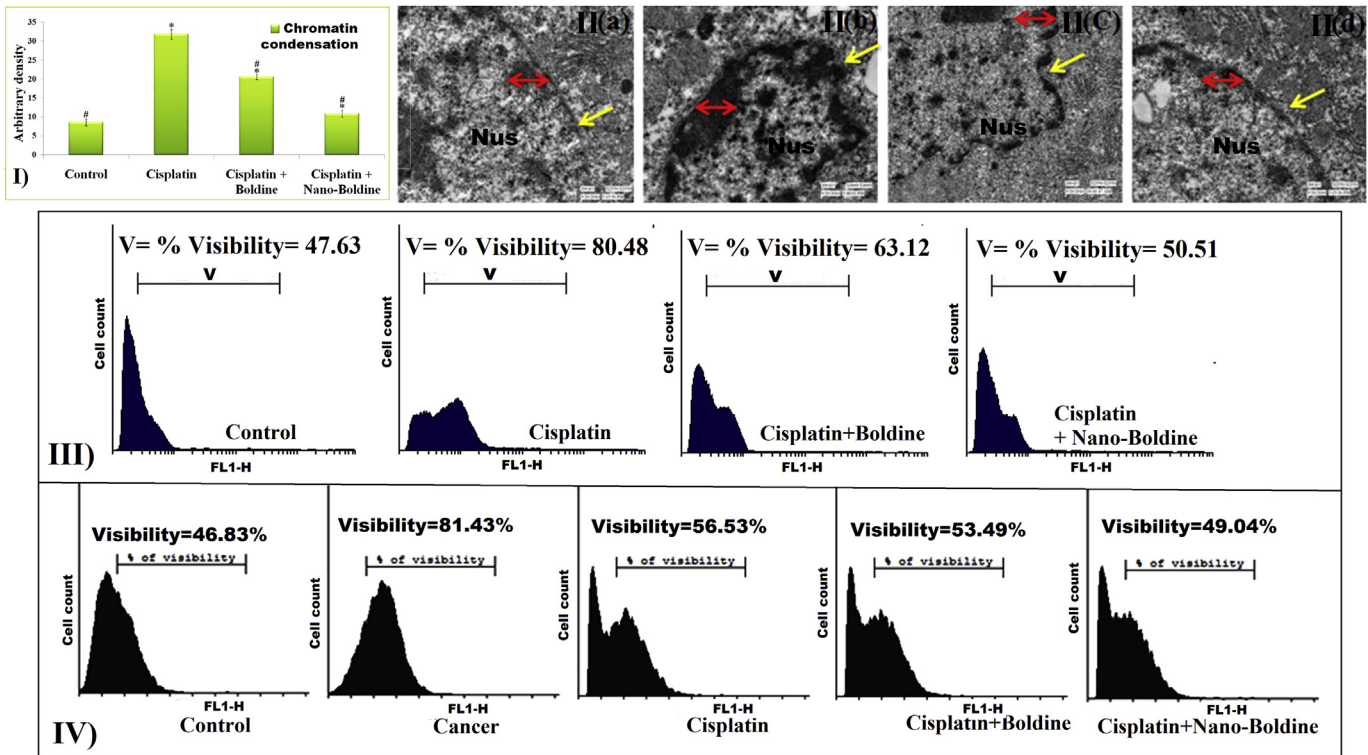 35
30
25
20
15
10
5
0
Arbitrary density
Chromatin
condensation
#
*
#
*
#
*
Control
Cisplatin
Cisplatin +
Boldine
Cisplatin +
Nano-Boldine
I)
II(a)
Nus
II(b)
Nus
II(C)
Nus
II(d)
Nus
V= % Visibility= 47.63
V
Cell count
Control
FL1-H
V= % Visibility= 80.48
V
Cell count
Cisplatin
FL1-H
V= % Visibility= 63.12
V
Cell count
Cisplatin+Boldine
FL1-H
V= % Visibility= 50.51
V
Cell count
Cisplatin
+ Nano-Boldine
FL1-H
III)
Visibility=46.83%
% of visibility
Cell count
FL1-H
Control
Visibility=81.43%
% of visibility
Cell count
FL1-H
Cancer
Visibility=56.53%
% of visibility
Cell count
FL1-H
Cisplatin
Visibility=53.49%
% of visibility
Cell count
FL1-H
Cisplatin+Boldine
Visibility=49.04%
% of visibility
Cell count
FL1-H
Cisplatin+Nano-Boldine
IV)